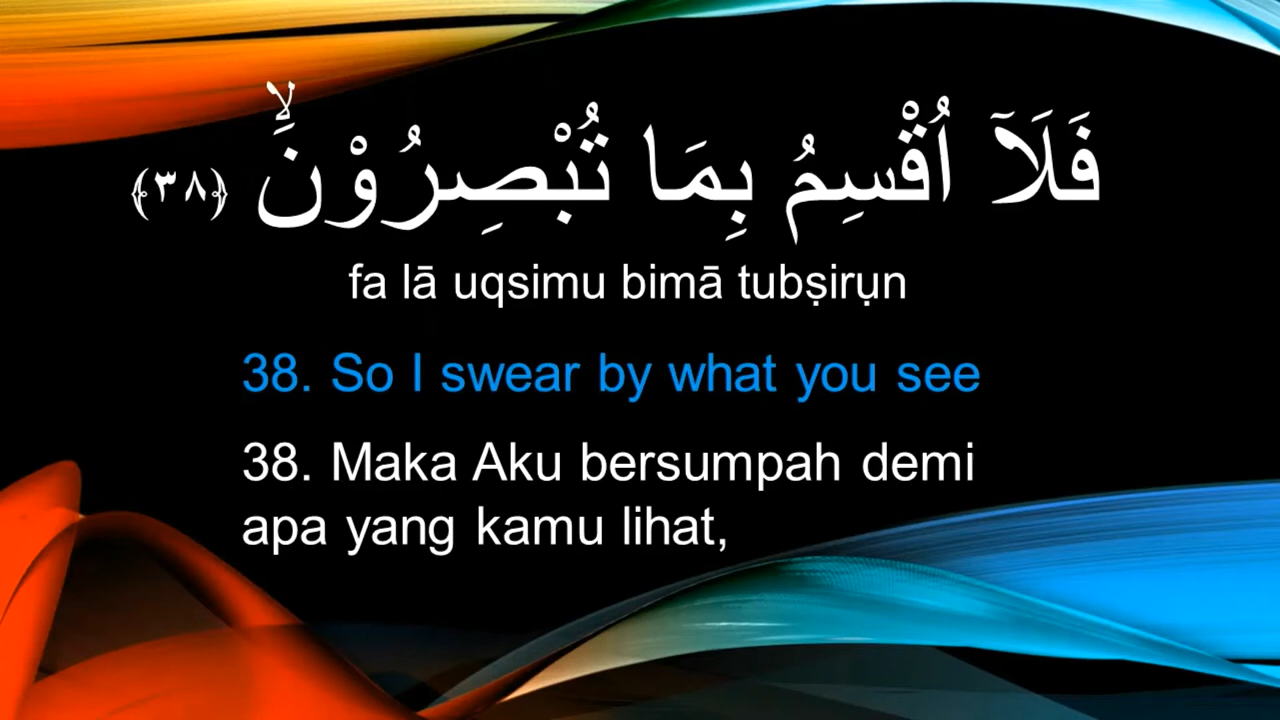 فَلَآ اُقْسِمُ بِمَا تُبْصِرُوْنَۙ ﴿٣٨﴾
fa lā uqsimu bimā tubṣirụn
38. So I swear by what you see
38. Maka Aku bersumpah demi
apa yang kamu lihat,